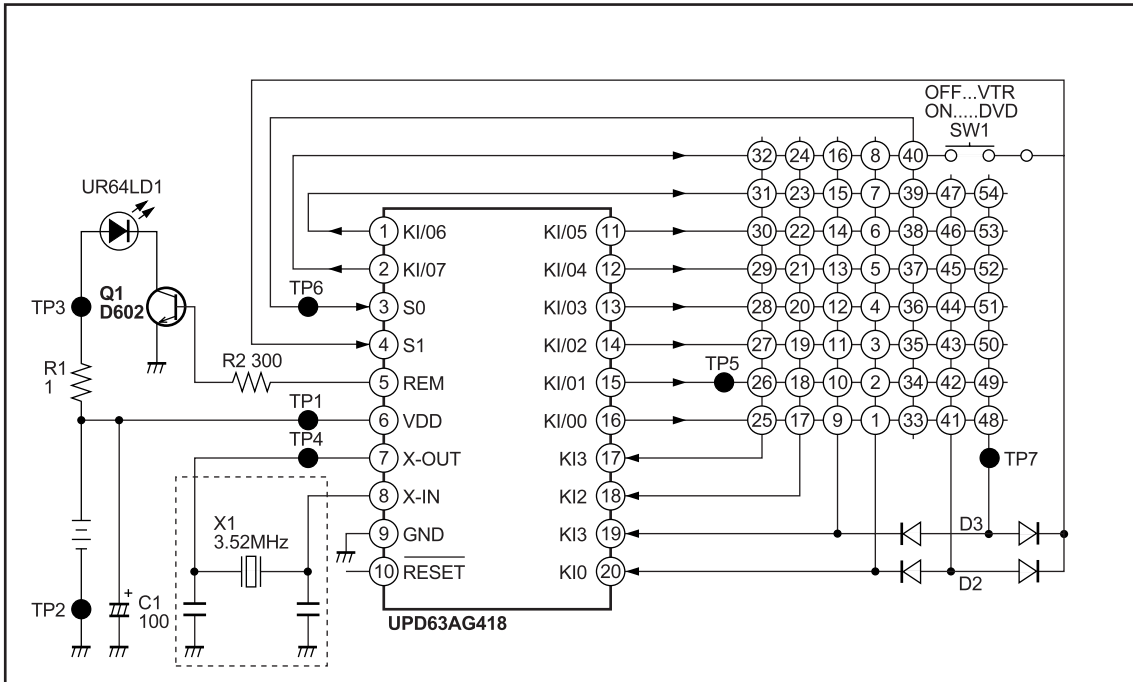 OFF...VTR
ON.....DVD
SW1
32 24 16 8 40
UR64LD1
31 23 15 7 39 47 54
1 KI/06 KI/05 11 30 22 14 6 38 46 53
2 KI/07 KI/04 12 29 21 13 5 37 45 52
TP6
Q1
D602
TP3
3 S0 KI/03 13 28 20 12 4 36 44 51
4 S1 KI/02 14 27 19 11 3 35 43 50
R1
1
R2 300
TP5
5 REM KI/01 15 26 18 10 2 34 42 49
TP1
6 VDD KI/00 16 25 17 9 1 33 41 48
TP4
7 X-OUT KI3 17
TP7
8 X-IN KI2 18
X1
3.52MHz
9 GND KI3 19
D3
10 RESET KI0 20
D2
TP2
+
C1
100
UPD63AG418